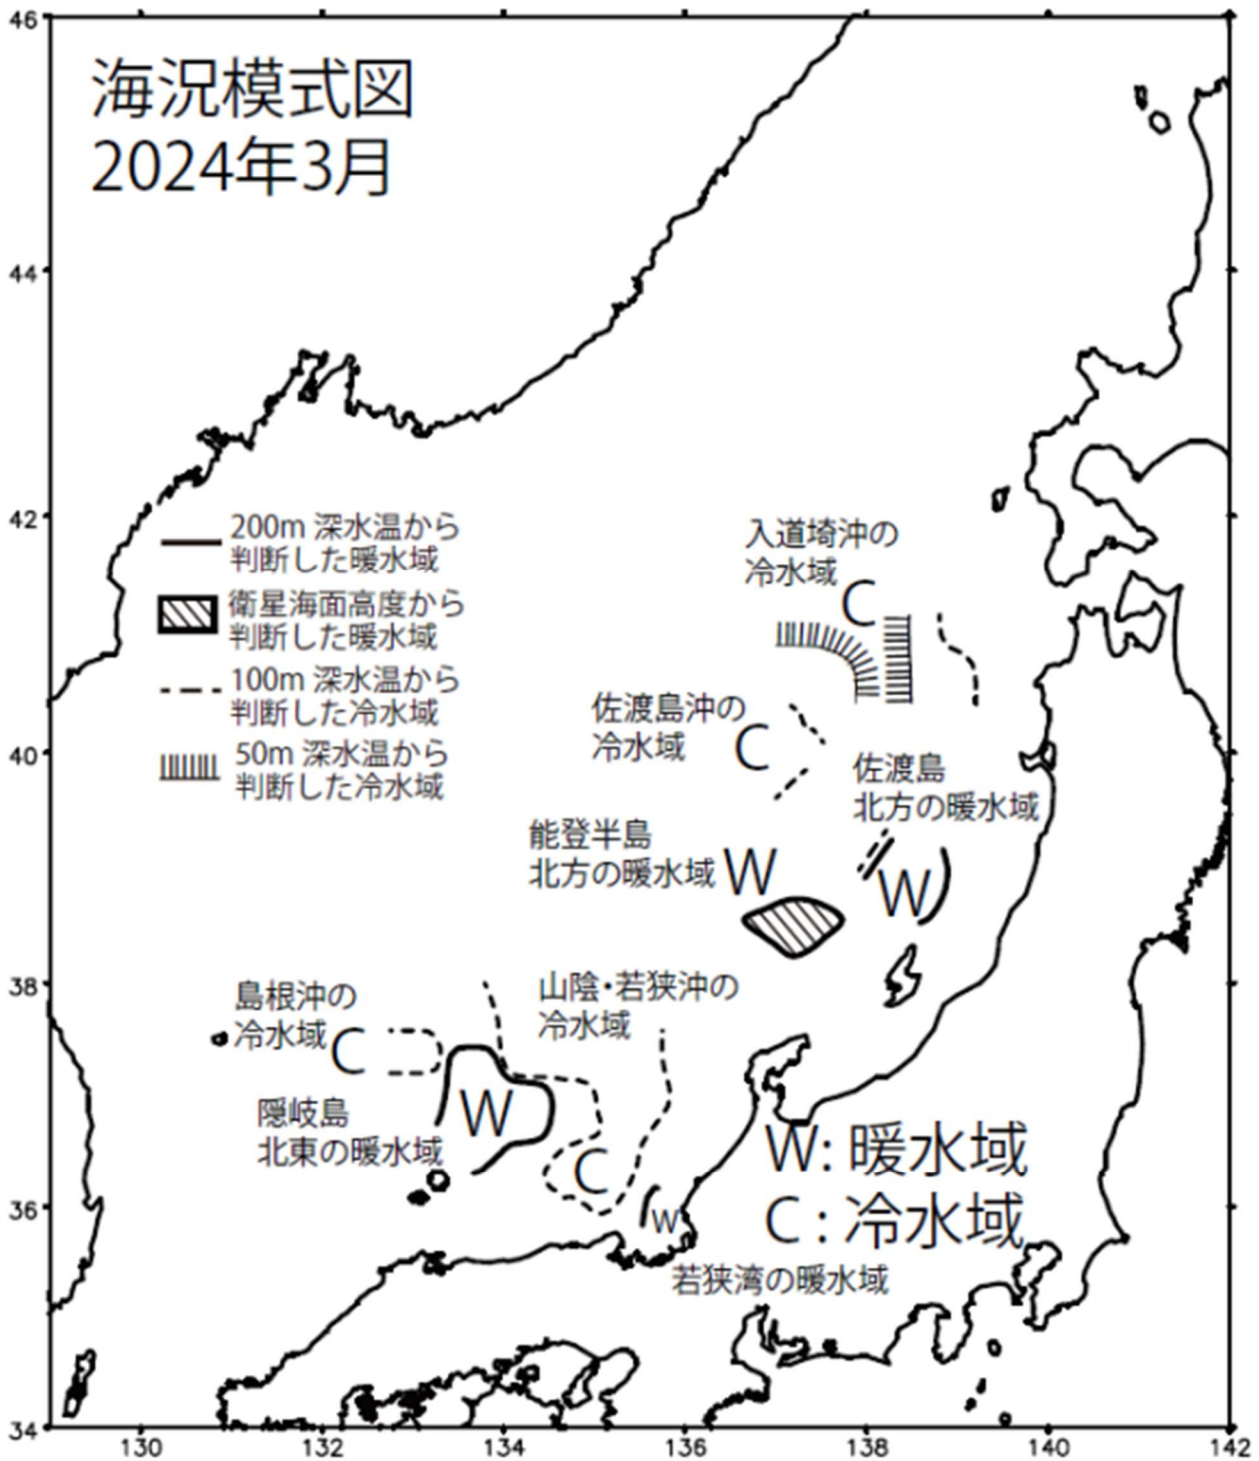 海況模式図
2024年3月
200m 深水温から
判断した暖水域
衛星海面高度から
判断した暖水域
100m 深水温から
判断した冷水域
50m 深水温から
判断した冷水域
入道埼沖の
冷水域
C
佐渡島沖の
冷水域
C
佐渡島
北方の暖水域
W
能登半島
北方の暖水域
W
島根沖の
冷水域
C
山陰・若狭沖の
冷水域
C
隠岐島
北東の暖水域
W
W
若狭湾の暖水域
W: 暖水域
C : 冷水域
46
44
42
40
38
36
34
130
132
134
136
138
140
142